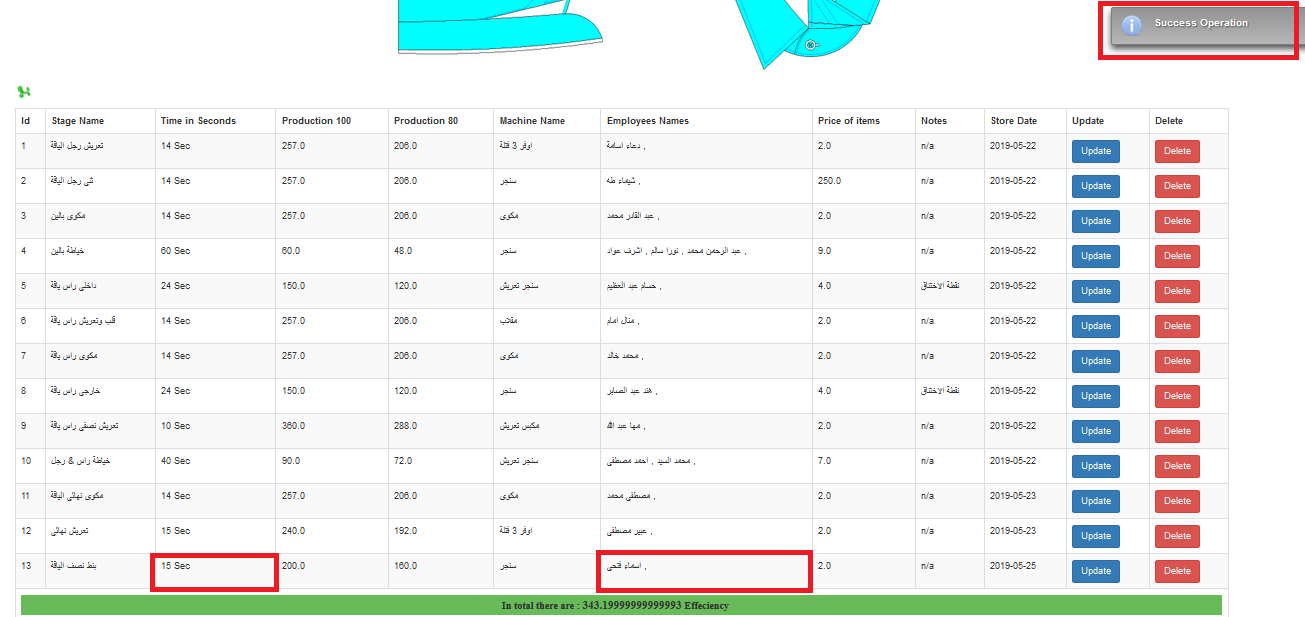 Success Operation
Id Stage Name Time in Seconds Production 100 Production 80 Machine Name Employees Names Price of items Notes Store Date Update Delete
1 تعريش رجل الياقة 14 Sec 257.0 206.0 اوفر 3 فتلة دعاء اسامة , 2.0 n/a 2019-05-22 Update Delete
2 ثنى رجل الياقة 14 Sec 257.0 206.0 سنجر شيماء طه , 250.0 n/a 2019-05-22 Update Delete
3 مكوى بالين 14 Sec 257.0 206.0 مكوى عبد القادر محمد , 2.0 n/a 2019-05-22 Update Delete
4 خياطة بالين 60 Sec 60.0 48.0 سنجر عبد الرحمن محمد , نورا سالم , اشرف عواد , 9.0 n/a 2019-05-22 Update Delete
5 داخلى راس ياقة 24 Sec 150.0 120.0 سنجر تعريش حسام عبد العظيم , 4.0 نقطة الاختناق 2019-05-22 Update Delete
6 قلب وتعريش راس ياقة 14 Sec 257.0 206.0 مقلاب منال امام , 2.0 n/a 2019-05-22 Update Delete
7 مكوى راس ياقة 14 Sec 257.0 206.0 مكوى محمد خالد , 2.0 n/a 2019-05-22 Update Delete
8 خارجى راس ياقة 24 Sec 150.0 120.0 سنجر هند عبد الصابر , 4.0 نقطة الاختناق 2019-05-22 Update Delete
9 تعريش نصفى راس ياقة 10 Sec 360.0 288.0 مكبس تعريش مها عبد الله , 2.0 n/a 2019-05-22 Update Delete
10 خياطة راس & رجل 40 Sec 90.0 72.0 سنجر تعريش محمد السيد , احمد مصطفى , 7.0 n/a 2019-05-22 Update Delete
11 مكوى نهائى الياقة 14 Sec 257.0 206.0 مكوى مصطفى محمد , 2.0 n/a 2019-05-23 Update Delete
12 تعريش نهائى 15 Sec 240.0 192.0 اوفر 3 فتلة عبير مصطفى , 2.0 n/a 2019-05-23 Update Delete
13 بنط نصف الياقة 15 Sec 200.0 160.0 سنجر اسماء فتحى , 2.0 n/a 2019-05-25 Update Delete
In total there are : 343.19999999999993 Effeciency